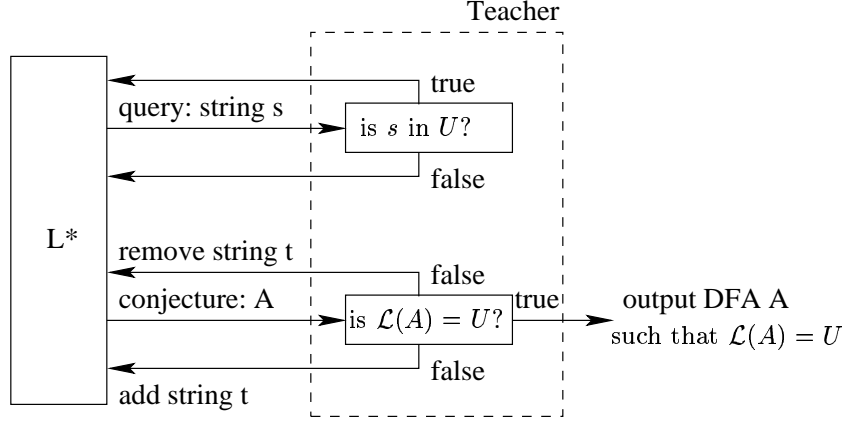 Teacher
true
query: string s
is s in U?
false
L*
remove string t
false
conjecture: A
is ℒ(A) = U?
true
output DFA A
such that ℒ(A) = U
false
add string t